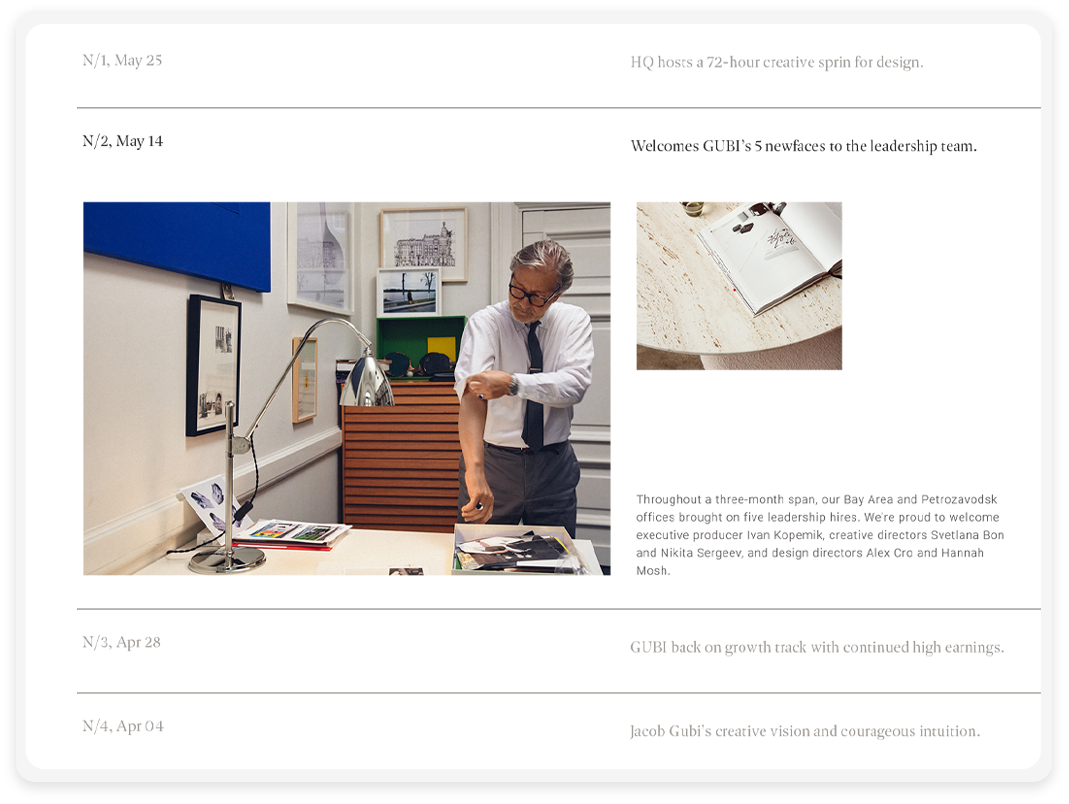 N/1, May 25
HQ hosts a 72-hour creative sprin for design.
N/2, May 14
Welcomes GUBI's 5 newfaces to the leadership team.
Throughout a three-month span, our Bay Area and Petrozavodsk
offices brought on five leadership hires. We're proud to welcome
executive producer Ivan Kopernik, creative directors Svetlana Bon
and Nikita Sergeev, and design directors Alex Cro and Hannah
Mosh.
N/3, Apr 28
GUBI back on growth track with continued high earnings.
N/4, Apr 04
Jacob Gubi's creative vision and courageous intuition.